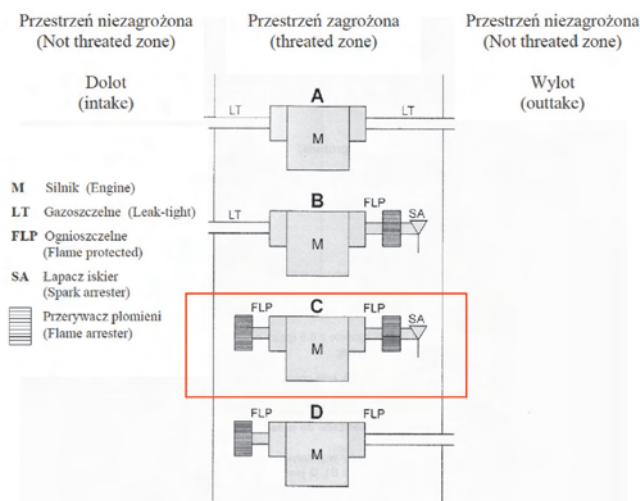 Przestrzeń niezagrożona
(Not threated zone)
Przestrzeń zagrożona
(threated zone)
Przestrzeń niezagrożona
(Not threated zone)
Dolot
(intake)
Wylot
(outtake)
A
LT
LT
M
M Silnik (Engine)
LT Gazoszczelne (Leak-tight)
FLP Ognioszczelne
(Flame protected)
SA Łapacz iskier
(Spark arrester)
Przerywacz płomieni
(Flame arrester)
B
LT
FLP
SA
M
C
FLP
FLP
SA
M
D
FLP
FLP
M